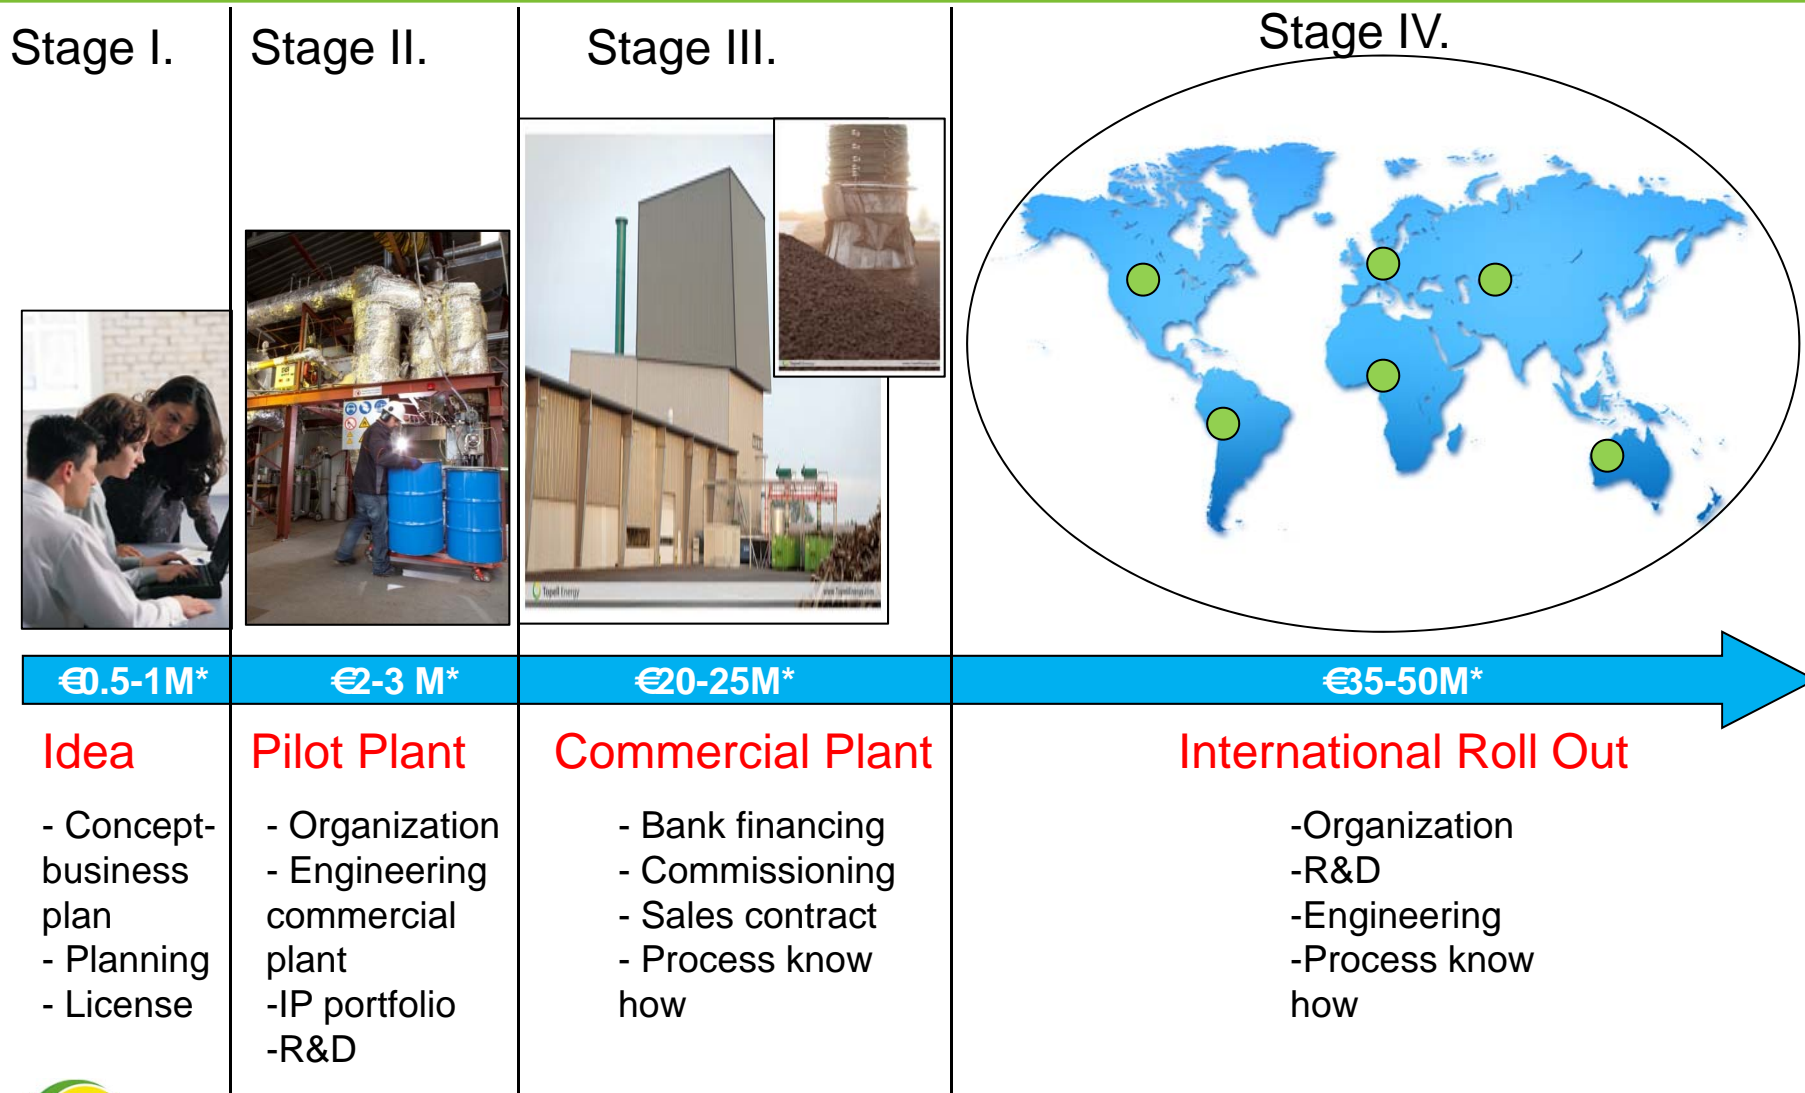 Stage I.
Stage II.
Stage III.
Stage IV.
Topell Energy
€0.5-1M*
€2-3 M*
€20-25M*
€35-50M*
Idea
Pilot Plant
Commercial Plant
International Roll Out
- Concept-
business
plan
- Planning
- License
- Organization
- Engineering
commercial
plant
-IP portfolio
-R&D
- Bank financing
- Commissioning
- Sales contract
- Process know
how
-Organization
-R&D
-Engineering
-Process know
how